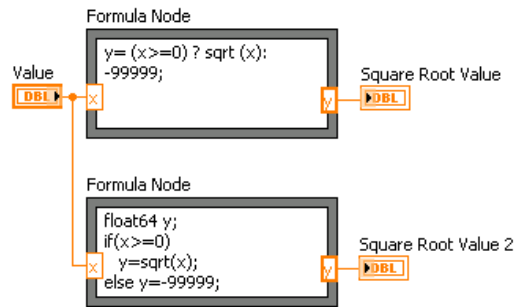 Formula Node
y= (x>=0) ? sqrt (x):
-99999;
Value
DBL
x
y
Square Root Value
DBL
Formula Node
float64 y;
if(x>=0)
y=sqrt(x);
else y=-99999;
x
y
Square Root Value 2
DBL